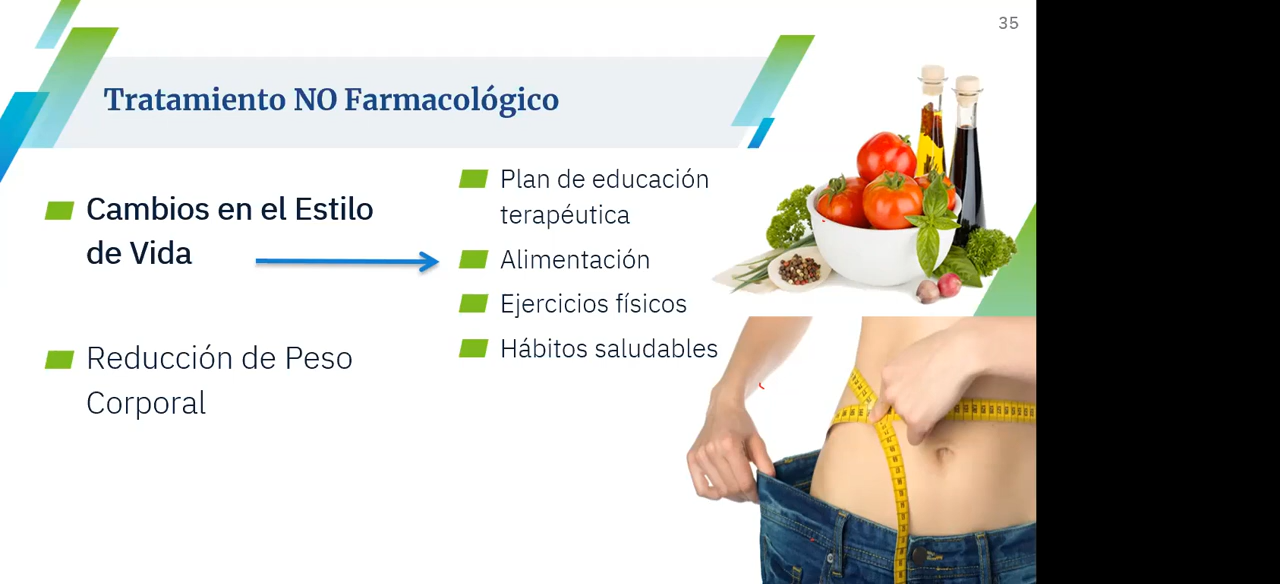 35
Tratamiento NO Farmacológico
Cambios en el Estilo
de Vida
Reducción de Peso
Corporal
Plan de educación
terapéutica
Alimentación
Ejercicios físicos
Hábitos saludables